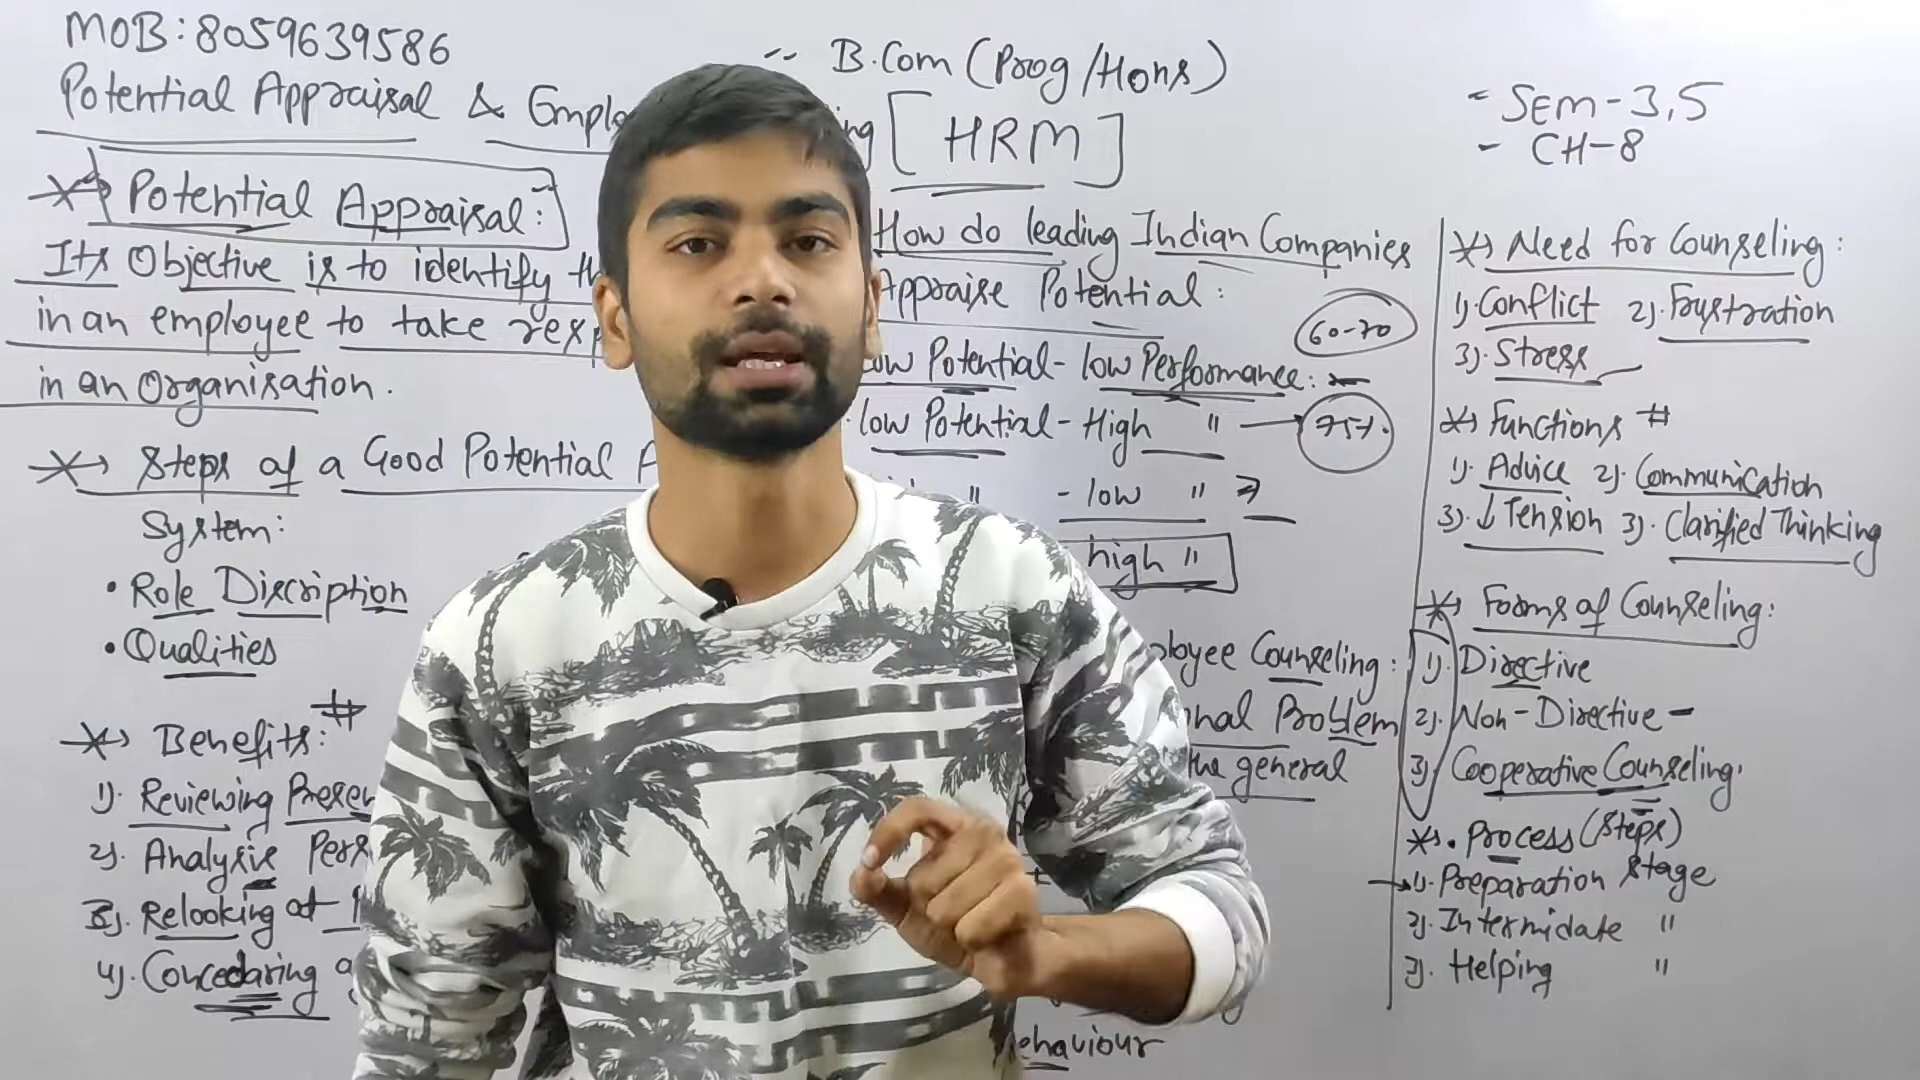 MOB: 8059639586
Potential Appraisal & Emplo
ng [HRM]
- B.Com (Prog/Hons)
- SEM-3,5
- CH-8
Potential Appraisal:-
Its Objective is to identify th
in an employee to take resp
in an Organisation.
Steps of a Good Potential A
System:
• Role Discription
• Qualities
Benefits: #
1). Reviewing Presen
2). Analysis Pers
3). Relooking at
4). Concedaring a
How do leading Indian Companies
Appraise Potential:
60-70
low Potential - low Performance:
low Potential - High " → 75%.
" - low "
high "
ployee Counseling:
nal Problem
the general
ehaviour
Need for Counseling:
1). Conflict 2). Frustration
3). Stress
Functions #
1). Advice 2). Communication
3). ↓ Tension 3). Clarified Thinking
Forms of Counseling:
1). Directive
2). Non-Directive -
3). Cooperative Counseling.
. Process (Steps)
1). Preparation Stage
2). Intermidate "
3). Helping "